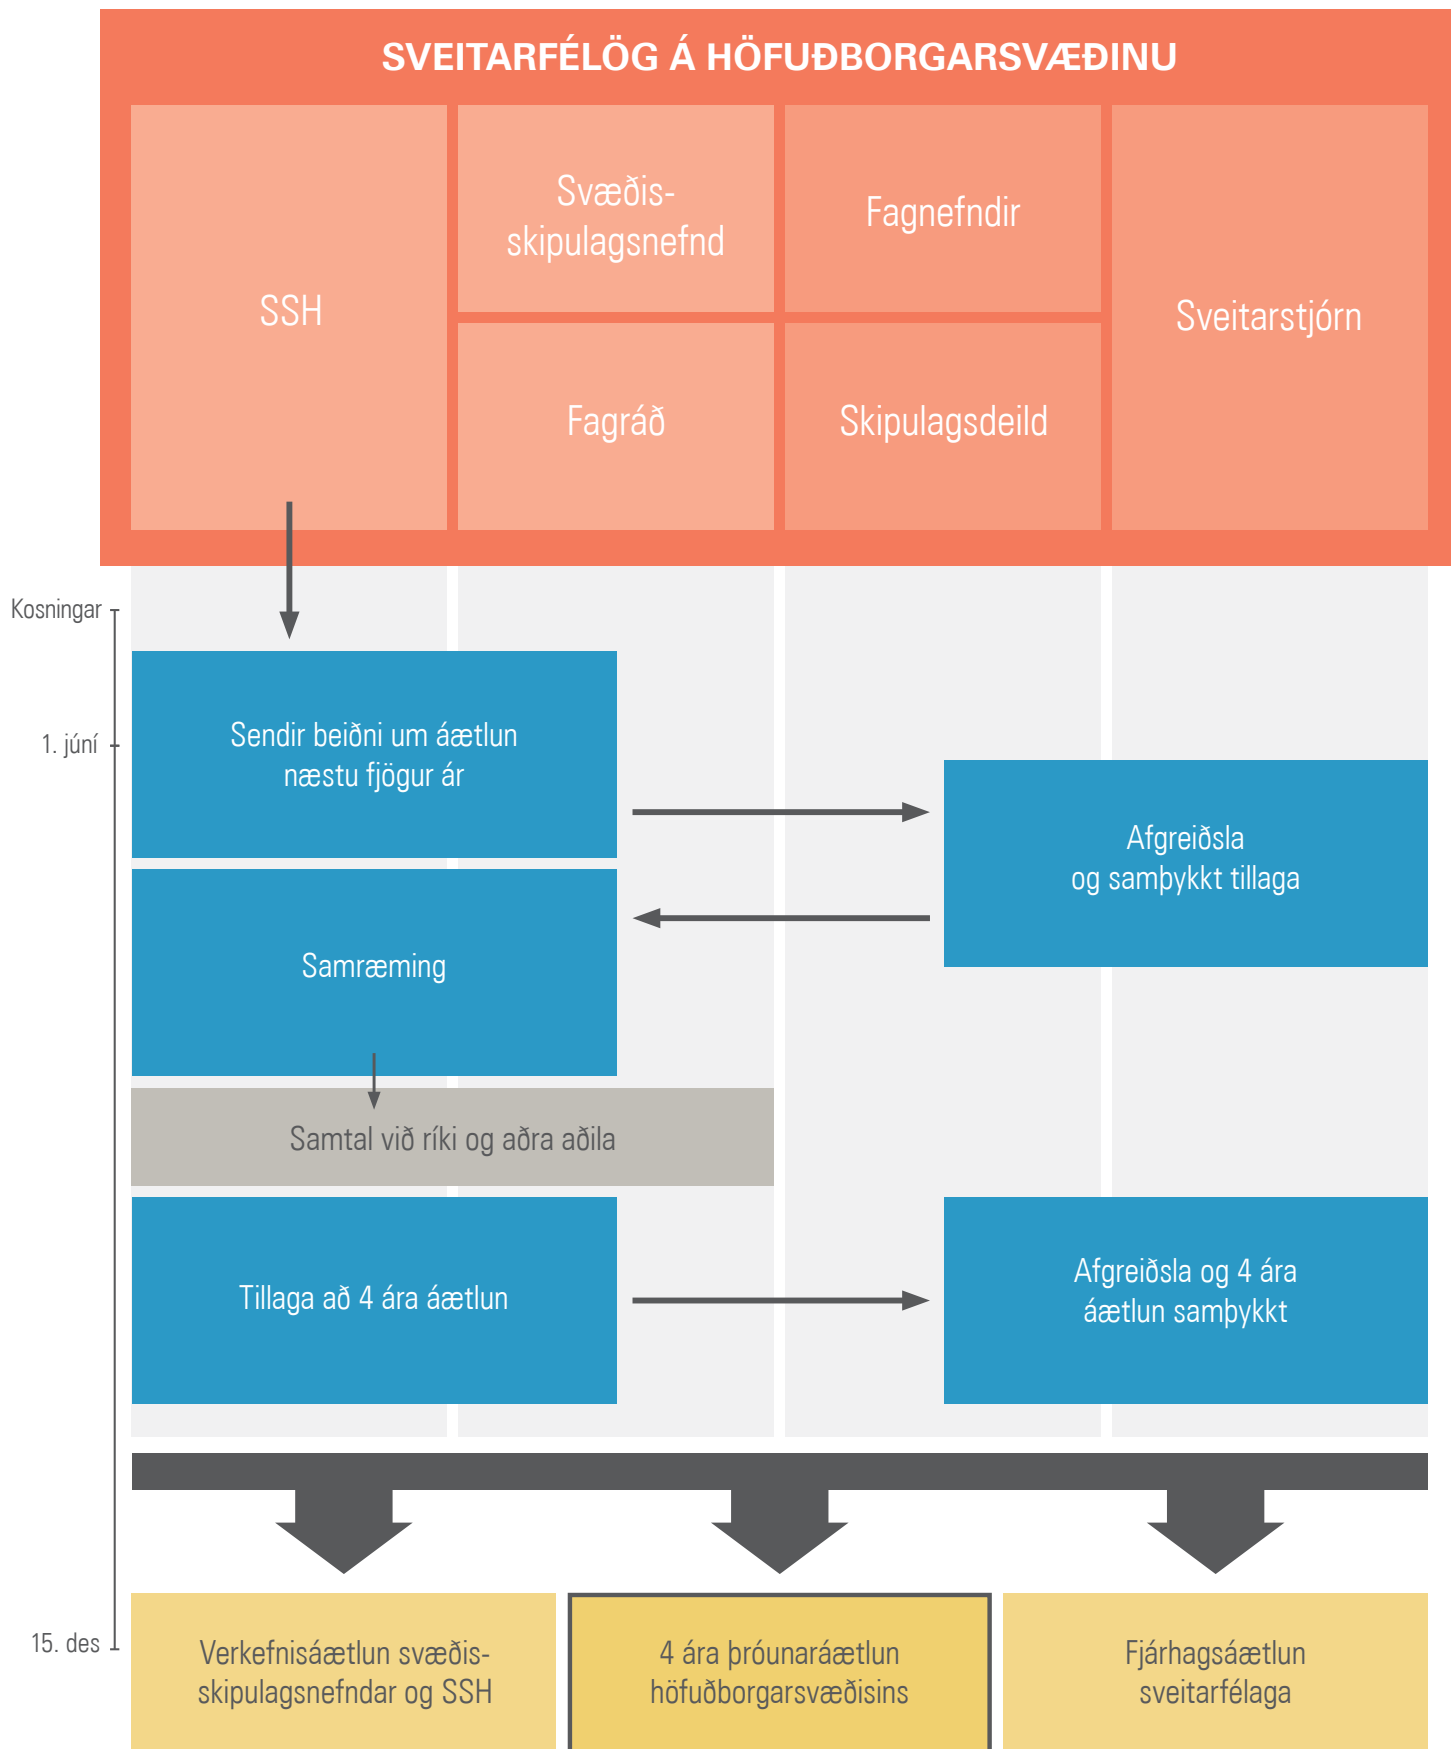 SVEITARFÉLÖG Á HÖFUÐBORGARSVÆÐINU
SSH
Svæðis-
skipulagsnefnd
Fagráð
Fagnefndir
Skipulagsdeild
Sveitarstjórn
Kosningar
1. júní
Sendir beiðni um áætlun
næstu fjögur ár
Afgreiðsla
og samþykkt tillaga
Samræming
Samtal við ríki og aðra aðila
Tillaga að 4 ára áætlun
Afgreiðsla og 4 ára
áætlun samþykkt
15. des
Verkefnisáætlun svæðis-
skipulagsnefndar og SSH
4 ára þróunaráætlun
höfuðborgarsvæðisins
Fjárhagsáætlun
sveitarfélaga